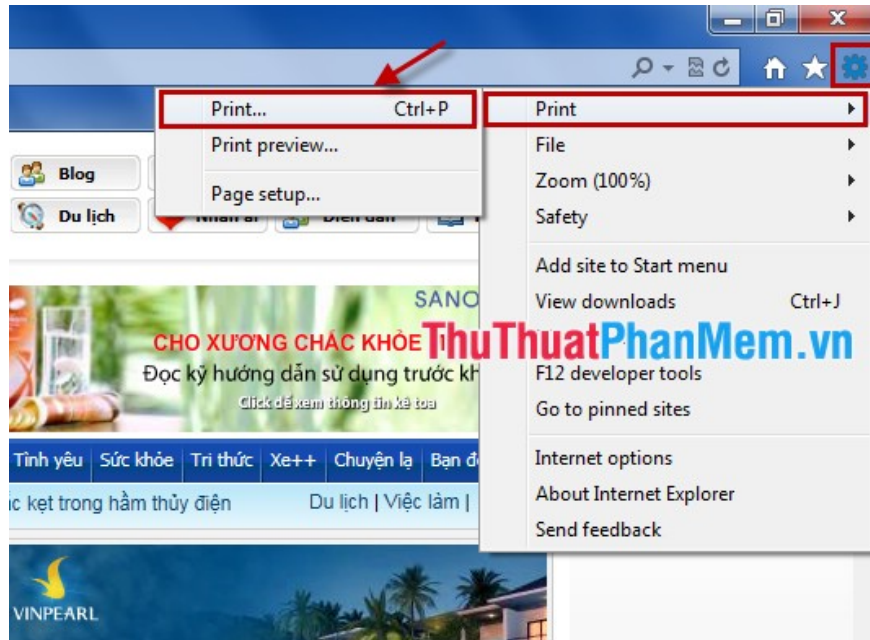 Print... Ctrl+P
Print preview...
Page setup...
Print
File
Zoom (100%)
Safety
Add site to Start menu
View downloads Ctrl+J
F12 developer tools
Go to pinned sites
Internet options
About Internet Explorer
Send feedback
Blog
Du lịch
SANO
CHO XƯƠNG CHẮC KHỎE
Đọc kỹ hướng dẫn sử dụng trước kh
Click để xem thông tin kê toa
ThuThuatPhanMem.vn
Tình yêu Sức khỏe Tri thức Xe++ Chuyện lạ Bạn đ
c kẹt trong hầm thủy điện Du lịch | Việc làm |
VINPEARL